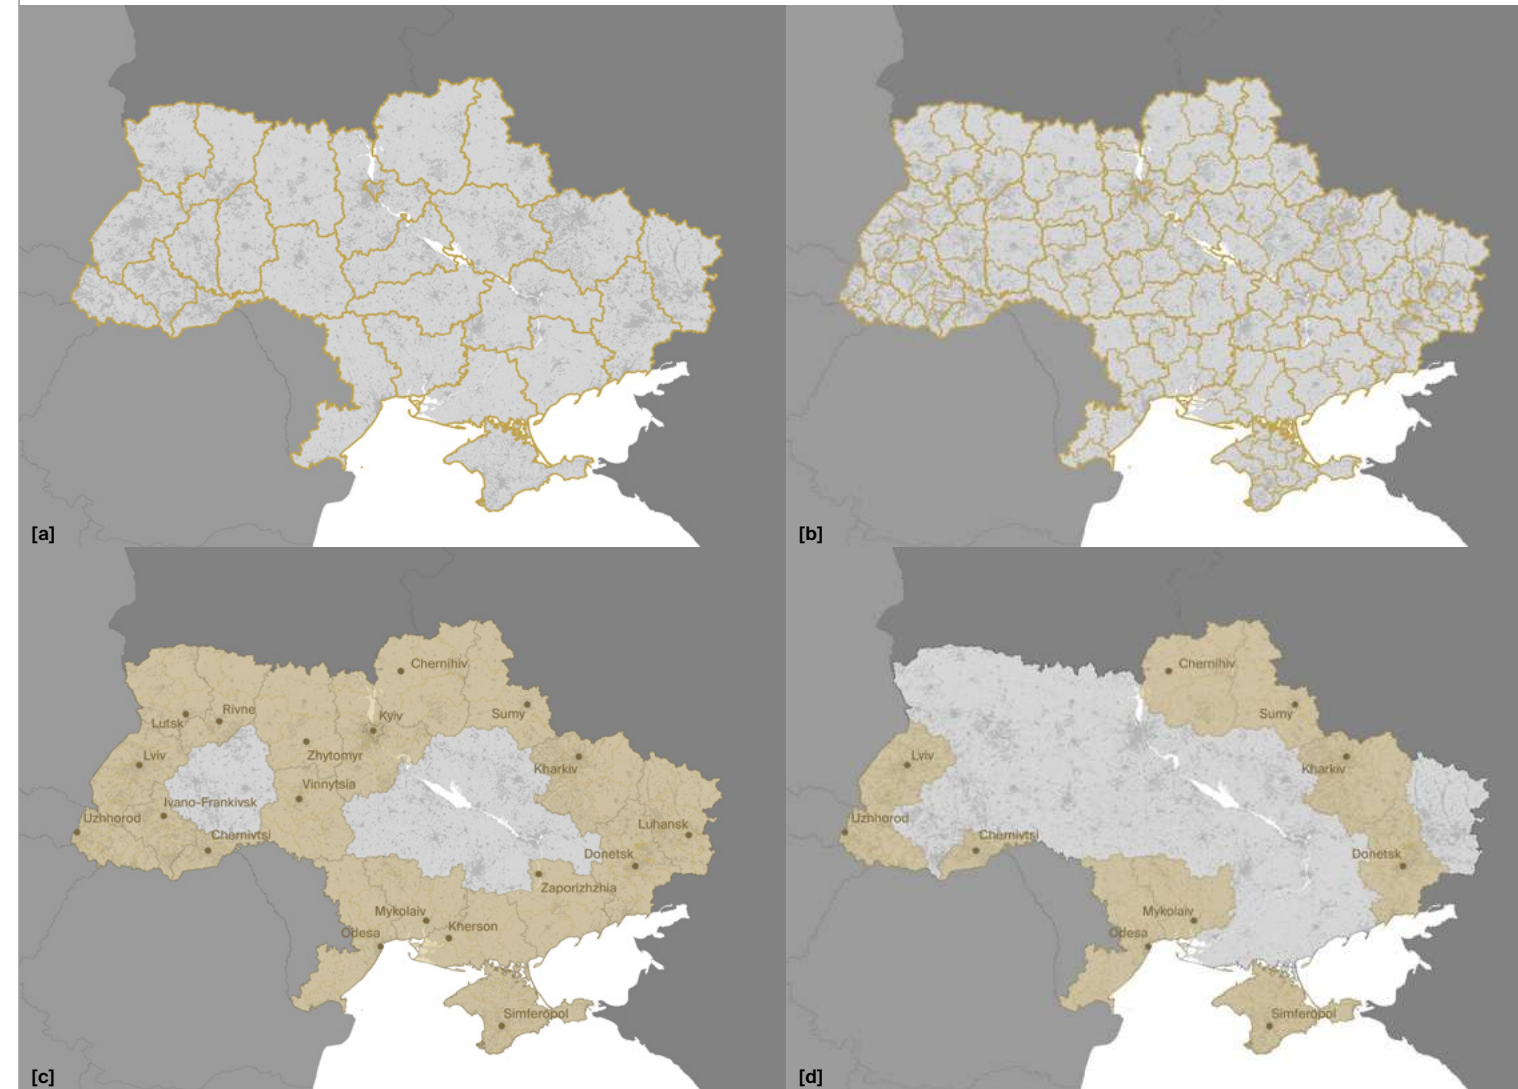 [a]
[b]
Chernihiv
Sumy
Rivne
Lutsk
Kyiv
Lviv
Zhytomyr
Kharkiv
Vinnytsia
Ivano-Frankivsk
Uzhhorod
Chernivtsi
Luhansk
Donetsk
Zaporizhzhia
Mykolaiv
Kherson
Odesa
Simferopol
[c]
Chernihiv
Sumy
Lviv
Kharkiv
Uzhhorod
Chernivtsi
Donetsk
Mykolaiv
Odesa
Simferopol
[d]